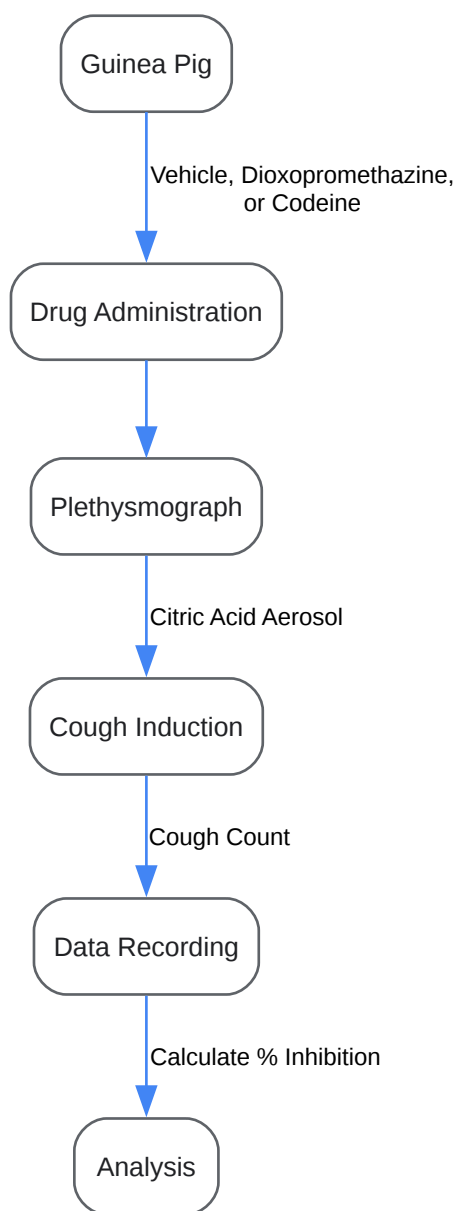 Guinea Pig
Vehicle, Dioxopromethazine,
or Codeine
Drug Administration
Plethysmograph
Citric Acid Aerosol
Cough Induction
Cough Count
Data Recording
Calculate % Inhibition
Analysis